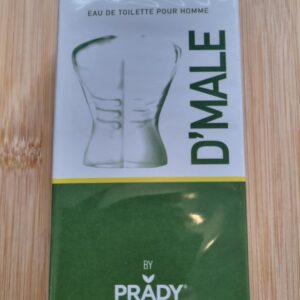 EAU DE TOILETTE POUR HOMME
D'MALE
BY
PRADY®